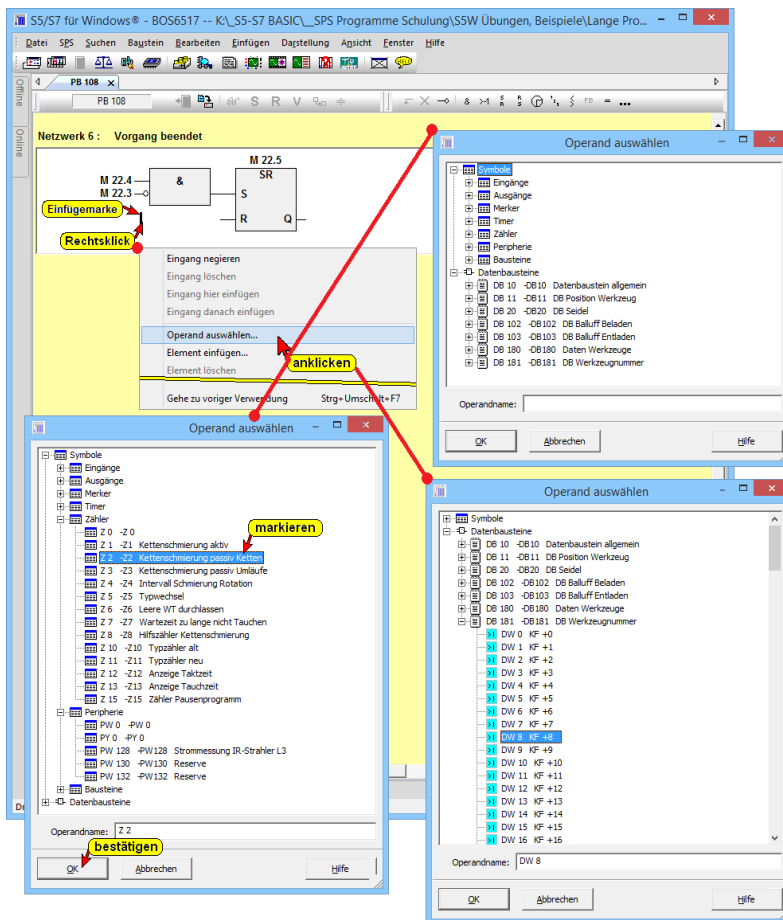 S5/S7 für Windows® - BOS6517 -- K:\_S5-S7 BASIC\__SPS Programme Schulung\S5W Übungen, Beispiele\Lange Pro...
Datei SPS Suchen Baustein Bearbeiten Einfügen Darstellung Ansicht Fenster Hilfe
Offline
Online
PB 108
PB 108
S R V
& >-1 S R S R FB = ...
Netzwerk 6 : Vorgang beendet
M 22.5
SR
M 22.4
&
M 22.3
S
R Q
Einfügemarke
Rechtsklick
Eingang negieren
Eingang löschen
Eingang hier einfügen
Eingang danach einfügen
Operand auswählen...
Element einfügen...
Element löschen
Gehe zu voriger Verwendung Strg+Umschalt+F7
anklicken
Operand auswählen
Symbole
Eingänge
Ausgänge
Merker
Timer
Zähler
Peripherie
Bausteine
Datenbausteine
DB 10 -DB10 Datenbaustein allgemein
DB 11 -DB11 DB Position Werkzeug
DB 20 -DB20 DB Seidel
DB 102 -DB102 DB Balluff Beladen
DB 103 -DB103 DB Balluff Entladen
DB 180 -DB180 Daten Werkzeuge
DB 181 -DB181 DB Werkzeugnummer
Operandname:
OK Abbrechen Hilfe
Operand auswählen
Symbole
Eingänge
Ausgänge
Merker
Timer
Zähler
Z 0 -Z 0
Z 1 -Z1 Kettenschmierung aktiv
Z 2 -Z2 Kettenschmierung passiv Ketten
Z 3 -Z3 Kettenschmierung passiv Umläufe
Z 4 -Z4 Intervall Schmierung Rotation
Z 5 -Z5 Typwechsel
Z 6 -Z6 Leere WT durchlassen
Z 7 -Z7 Wartezeit zu lange nicht Tauchen
Z 8 -Z8 Hilfszähler Kettenschmierung
Z 10 -Z10 Typzähler alt
Z 11 -Z11 Typzähler neu
Z 12 -Z12 Anzeige Taktzeit
Z 13 -Z13 Anzeige Tauchzeit
Z 15 -Z15 Zähler Pausenprogramm
Peripherie
PW 0 -PW 0
PY 0 -PY 0
PW 128 -PW128 Strommessung IR-Strahler L3
PW 130 -PW130 Reserve
PW 132 -PW132 Reserve
Bausteine
Datenbausteine
markieren
Operandname: Z 2
bestätigen
OK Abbrechen Hilfe
Dr
Operand auswählen
Symbole
Datenbausteine
DB 10 -DB10 Datenbaustein allgemein
DB 11 -DB11 DB Position Werkzeug
DB 20 -DB20 DB Seidel
DB 102 -DB102 DB Balluff Beladen
DB 103 -DB103 DB Balluff Entladen
DB 180 -DB180 Daten Werkzeuge
DB 181 -DB181 DB Werkzeugnummer
DW 0 KF +0
DW 1 KF +1
DW 2 KF +2
DW 3 KF +3
DW 4 KF +4
DW 5 KF +5
DW 6 KF +6
DW 7 KF +7
DW 8 KF +8
DW 9 KF +9
DW 10 KF +10
DW 11 KF +11
DW 12 KF +12
DW 13 KF +13
DW 14 KF +14
DW 15 KF +15
DW 16 KF +16
Operandname: DW 8
OK Abbrechen Hilfe